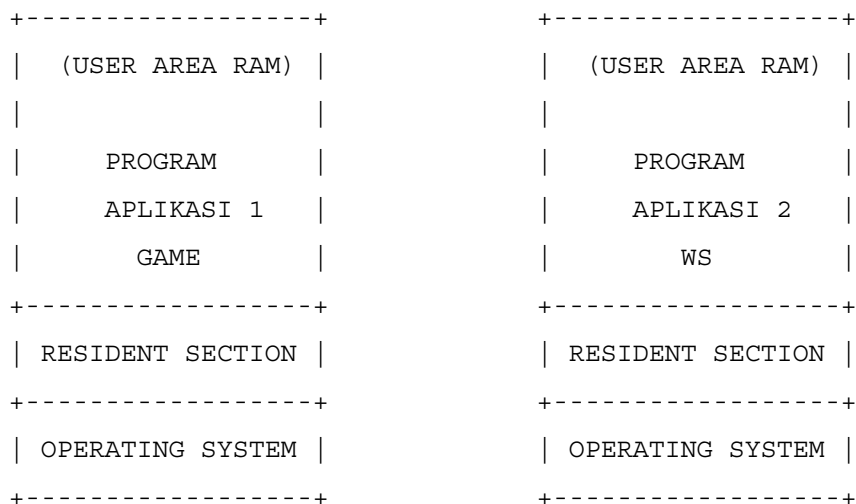 +------------------+ +------------------+
| (USER AREA RAM) | | (USER AREA RAM) |
| | | |
| PROGRAM | | PROGRAM |
| APLIKASI 1 | | APLIKASI 2 |
| GAME | | WS |
+------------------+ +------------------+
| RESIDENT SECTION | | RESIDENT SECTION |
+------------------+ +------------------+
| OPERATING SYSTEM | | OPERATING SYSTEM |
+------------------+ +------------------+